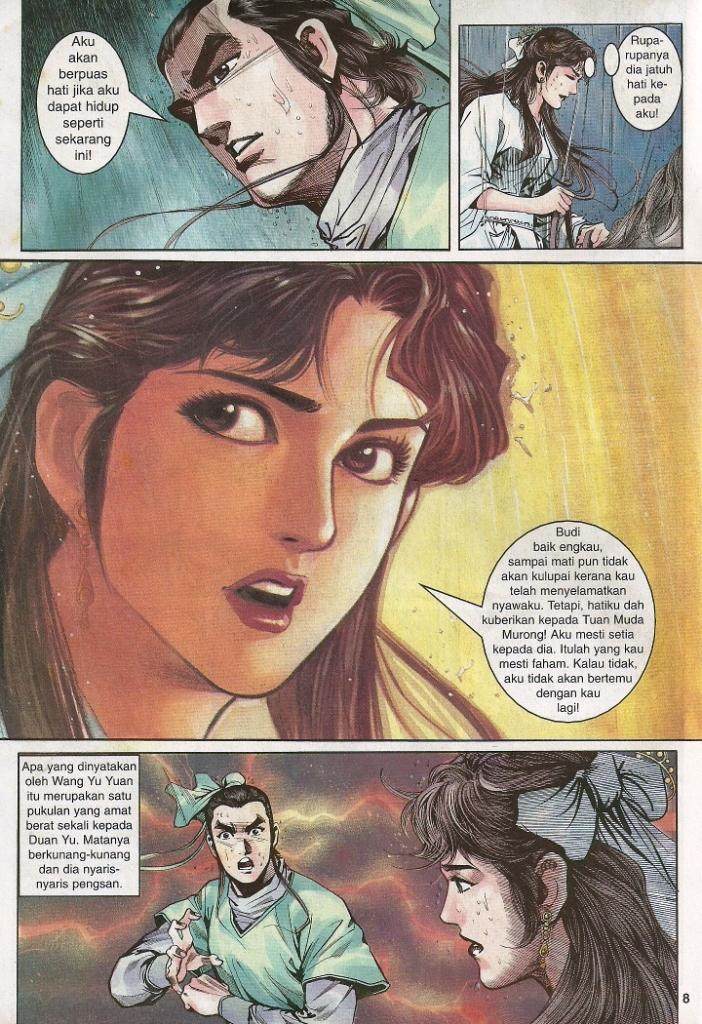 Aku
akan
berpuas
hati jika aku
dapat hidup
seperti
sekarang
ini!
Rupa-
rupanya
dia jatuh
hati ke-
pada
aku!
Budi
baik engkau,
sampai mati pun tidak
akan kulupai kerana kau
telah menyelamatkan
nyawaku. Tetapi, hatiku dah
kuberikan kepada Tuan Muda
Murong! Aku mesti setia
kepada dia. Itulah yang kau
mesti faham. Kalau tidak,
aku tidak akan bertemu
dengan kau
lagi!
Apa yang dinyatakan
oleh Wang Yu Yuan
itu merupakan satu
pukulan yang amat
berat sekali kepada
Duan Yu. Matanya
berkunang-kunang
dan dia nyaris-
nyaris pengsan.
8